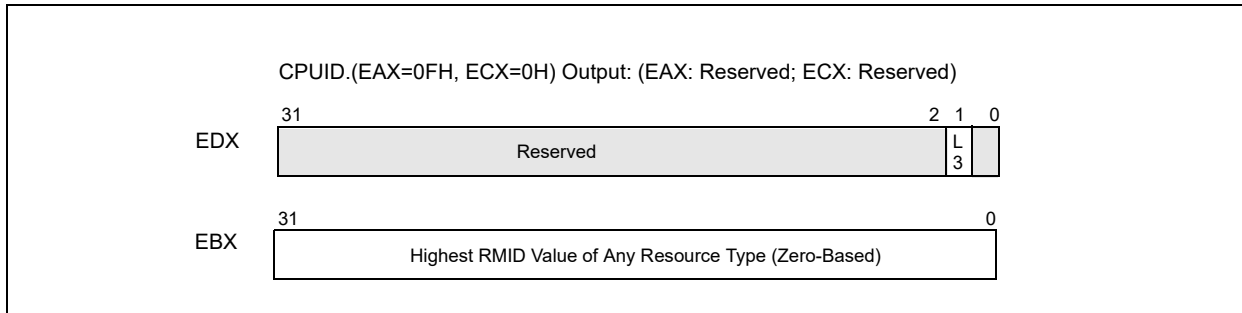 CPUID.(EAX=0FH, ECX=0H) Output: (EAX: Reserved; ECX: Reserved)
31 2 1 0
EDX Reserved L3
31 0
EBX Highest RMID Value of Any Resource Type (Zero-Based)